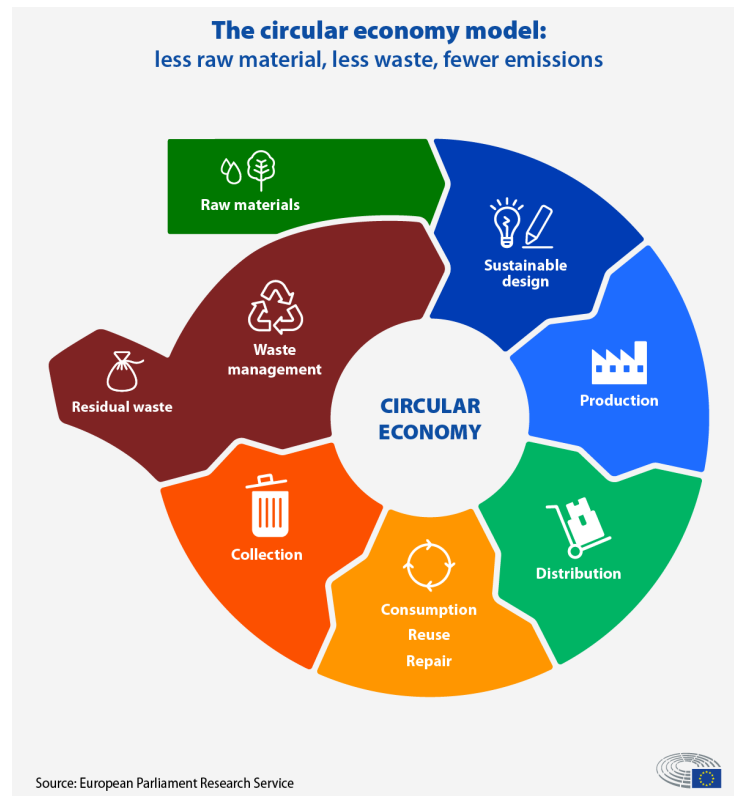 The circular economy model:
less raw material, less waste, fewer emissions
Raw materials
Sustainable
design
Production
Distribution
Consumption
Reuse
Repair
Collection
Waste
management
Residual waste
CIRCULAR
ECONOMY
Source: European Parliament Research Service